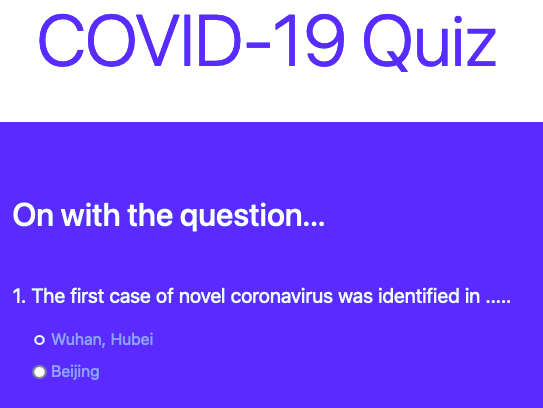 COVID-19 Quiz
On with the question...
1. The first case of novel coronavirus was identified in .....
Wuhan, Hubei
Beijing